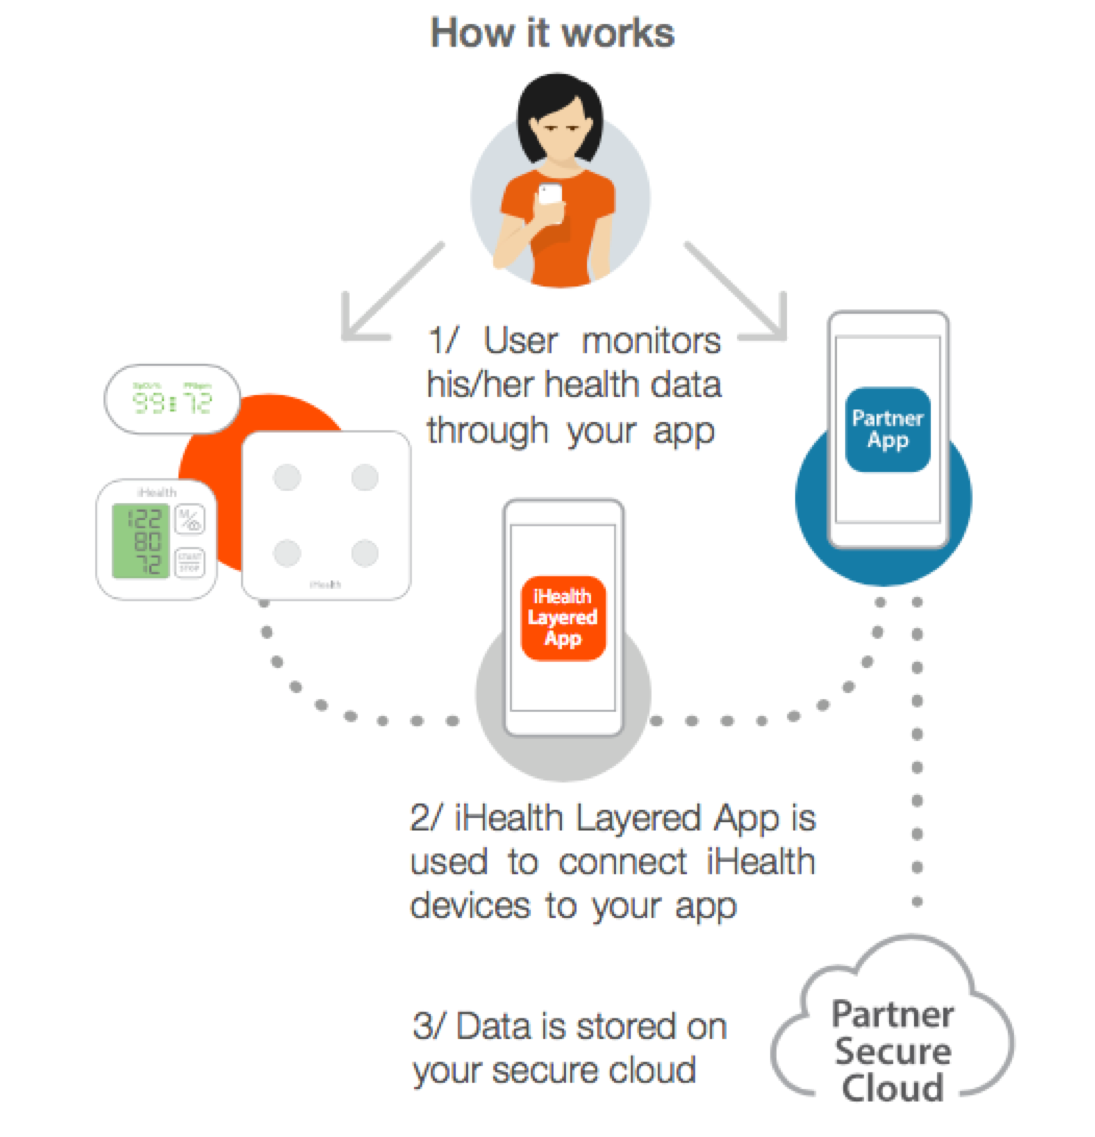 How it works
1/ User monitors
his/her health data
through your app
SpO2% PRbpm
99 72
iHealth
122
80
72
M
START
STOP
iHealth
Partner
App
iHealth
Layered
App
2/ iHealth Layered App is
used to connect iHealth
devices to your app
3/ Data is stored on
your secure cloud
Partner
Secure
Cloud